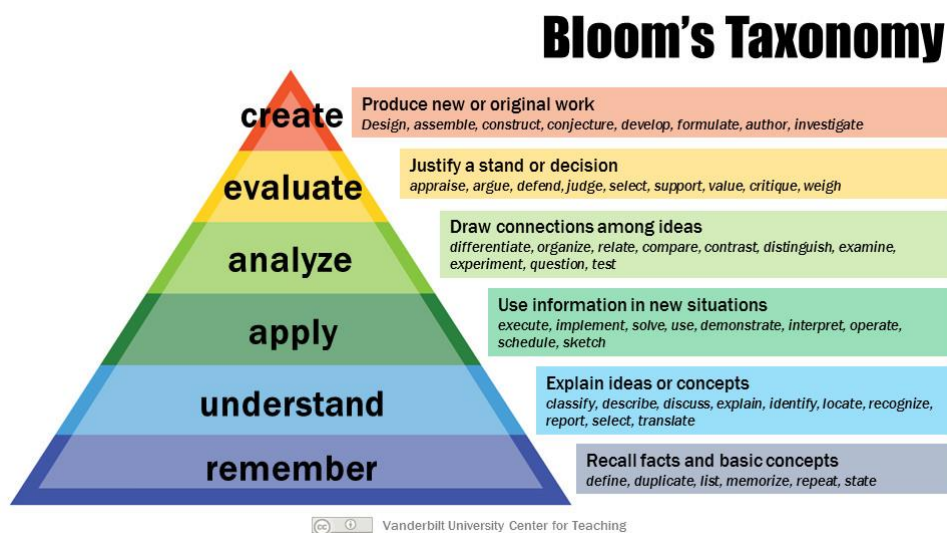 Bloom's Taxonomy
create
Produce new or original work
Design, assemble, construct, conjecture, develop, formulate, author, investigate
evaluate
Justify a stand or decision
appraise, argue, defend, judge, select, support, value, critique, weigh
analyze
Draw connections among ideas
differentiate, organize, relate, compare, contrast, distinguish, examine,
experiment, question, test
apply
Use information in new situations
execute, implement, solve, use, demonstrate, interpret, operate,
schedule, sketch
understand
Explain ideas or concepts
classify, describe, discuss, explain, identify, locate, recognize,
report, select, translate
remember
Recall facts and basic concepts
define, duplicate, list, memorize, repeat, state
cc Vanderbilt University Center for Teaching